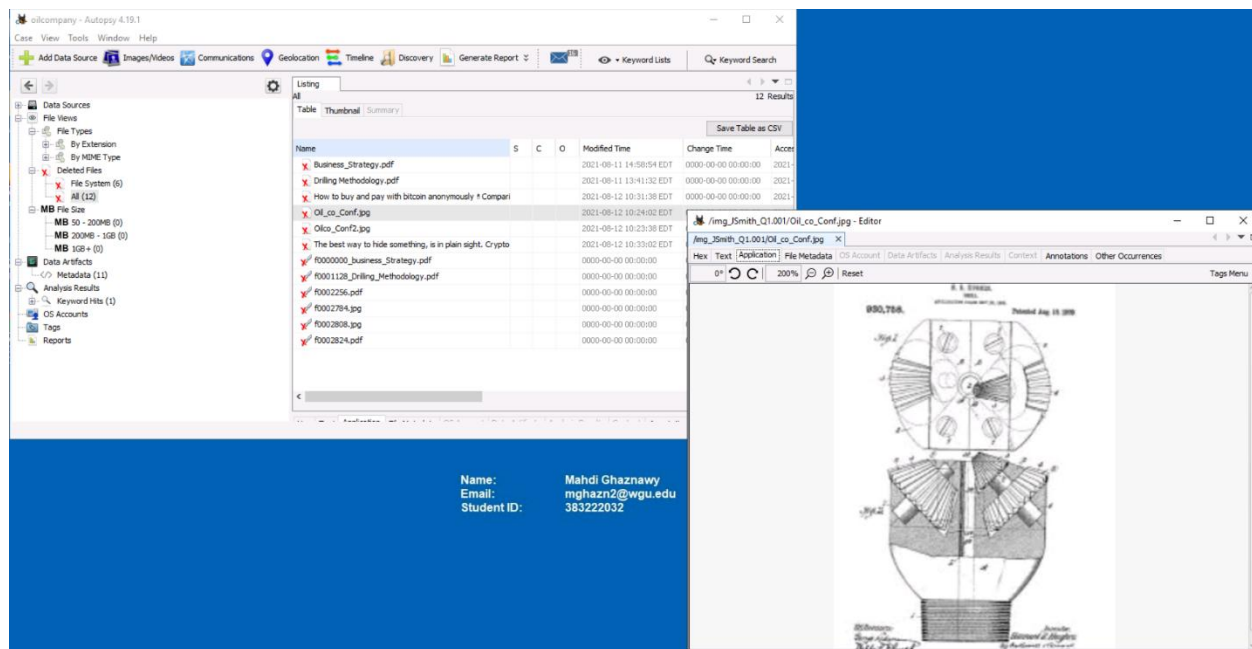 oilcompany - Autopsy 4.19.1
Case View Tools Window Help
Add Data Source Images/Videos Communications Geolocation Timeline Discovery Generate Report Keyword Lists Keyword Search
Data Sources
File Views
File Types
By Extension
By MIME Type
Deleted Files
File System (6)
All (12)
MB File Size
MB 50 - 200MB (0)
MB 200MB - 1GB (0)
MB 1GB+ (0)
Data Artifacts
Metadata (11)
Analysis Results
Keyword Hits (1)
OS Accounts
Tags
Reports
Listing
All
12 Results
Table Thumbnail Summary
Save Table as CSV
Name S C O Modified Time Change Time Acces
Business_Strategy.pdf 2021-08-11 14:58:54 EDT 0000-00-00 00:00:00 2021-
Drilling Methodology.pdf 2021-08-11 13:41:32 EDT 0000-00-00 00:00:00 2021-
How to buy and pay with bitcoin anonymously * Compari 2021-08-12 10:31:38 EDT 0000-00-00 00:00:00 2021-
Oil_co_Conf.jpg 2021-08-12 10:24:02 EDT
Oilco_Conf2.jpg 2021-08-12 10:23:38 EDT
The best way to hide something, is in plain sight. Crypto 2021-08-12 10:33:02 EDT
f0000000_business_Strategy.pdf 0000-00-00 00:00:00
f0001128_Drilling_Methodology.pdf 0000-00-00 00:00:00
f0002256.pdf 0000-00-00 00:00:00
f0002784.jpg 0000-00-00 00:00:00
f0002808.jpg 0000-00-00 00:00:00
f0002824.pdf 0000-00-00 00:00:00
/img_JSmith_Q1.001/Oil_co_Conf.jpg - Editor
/img_JSmith_Q1.001/Oil_co_Conf.jpg X
Hex Text Application File Metadata OS Account Data Artifacts Analysis Results Context Annotations Other Occurrences
0° 200% Reset Tags Menu
930,758. Patented Aug. 10, 1909
Name: Mahdi Ghaznawy
Email: mghazn2@wgu.edu
Student ID: 383222032